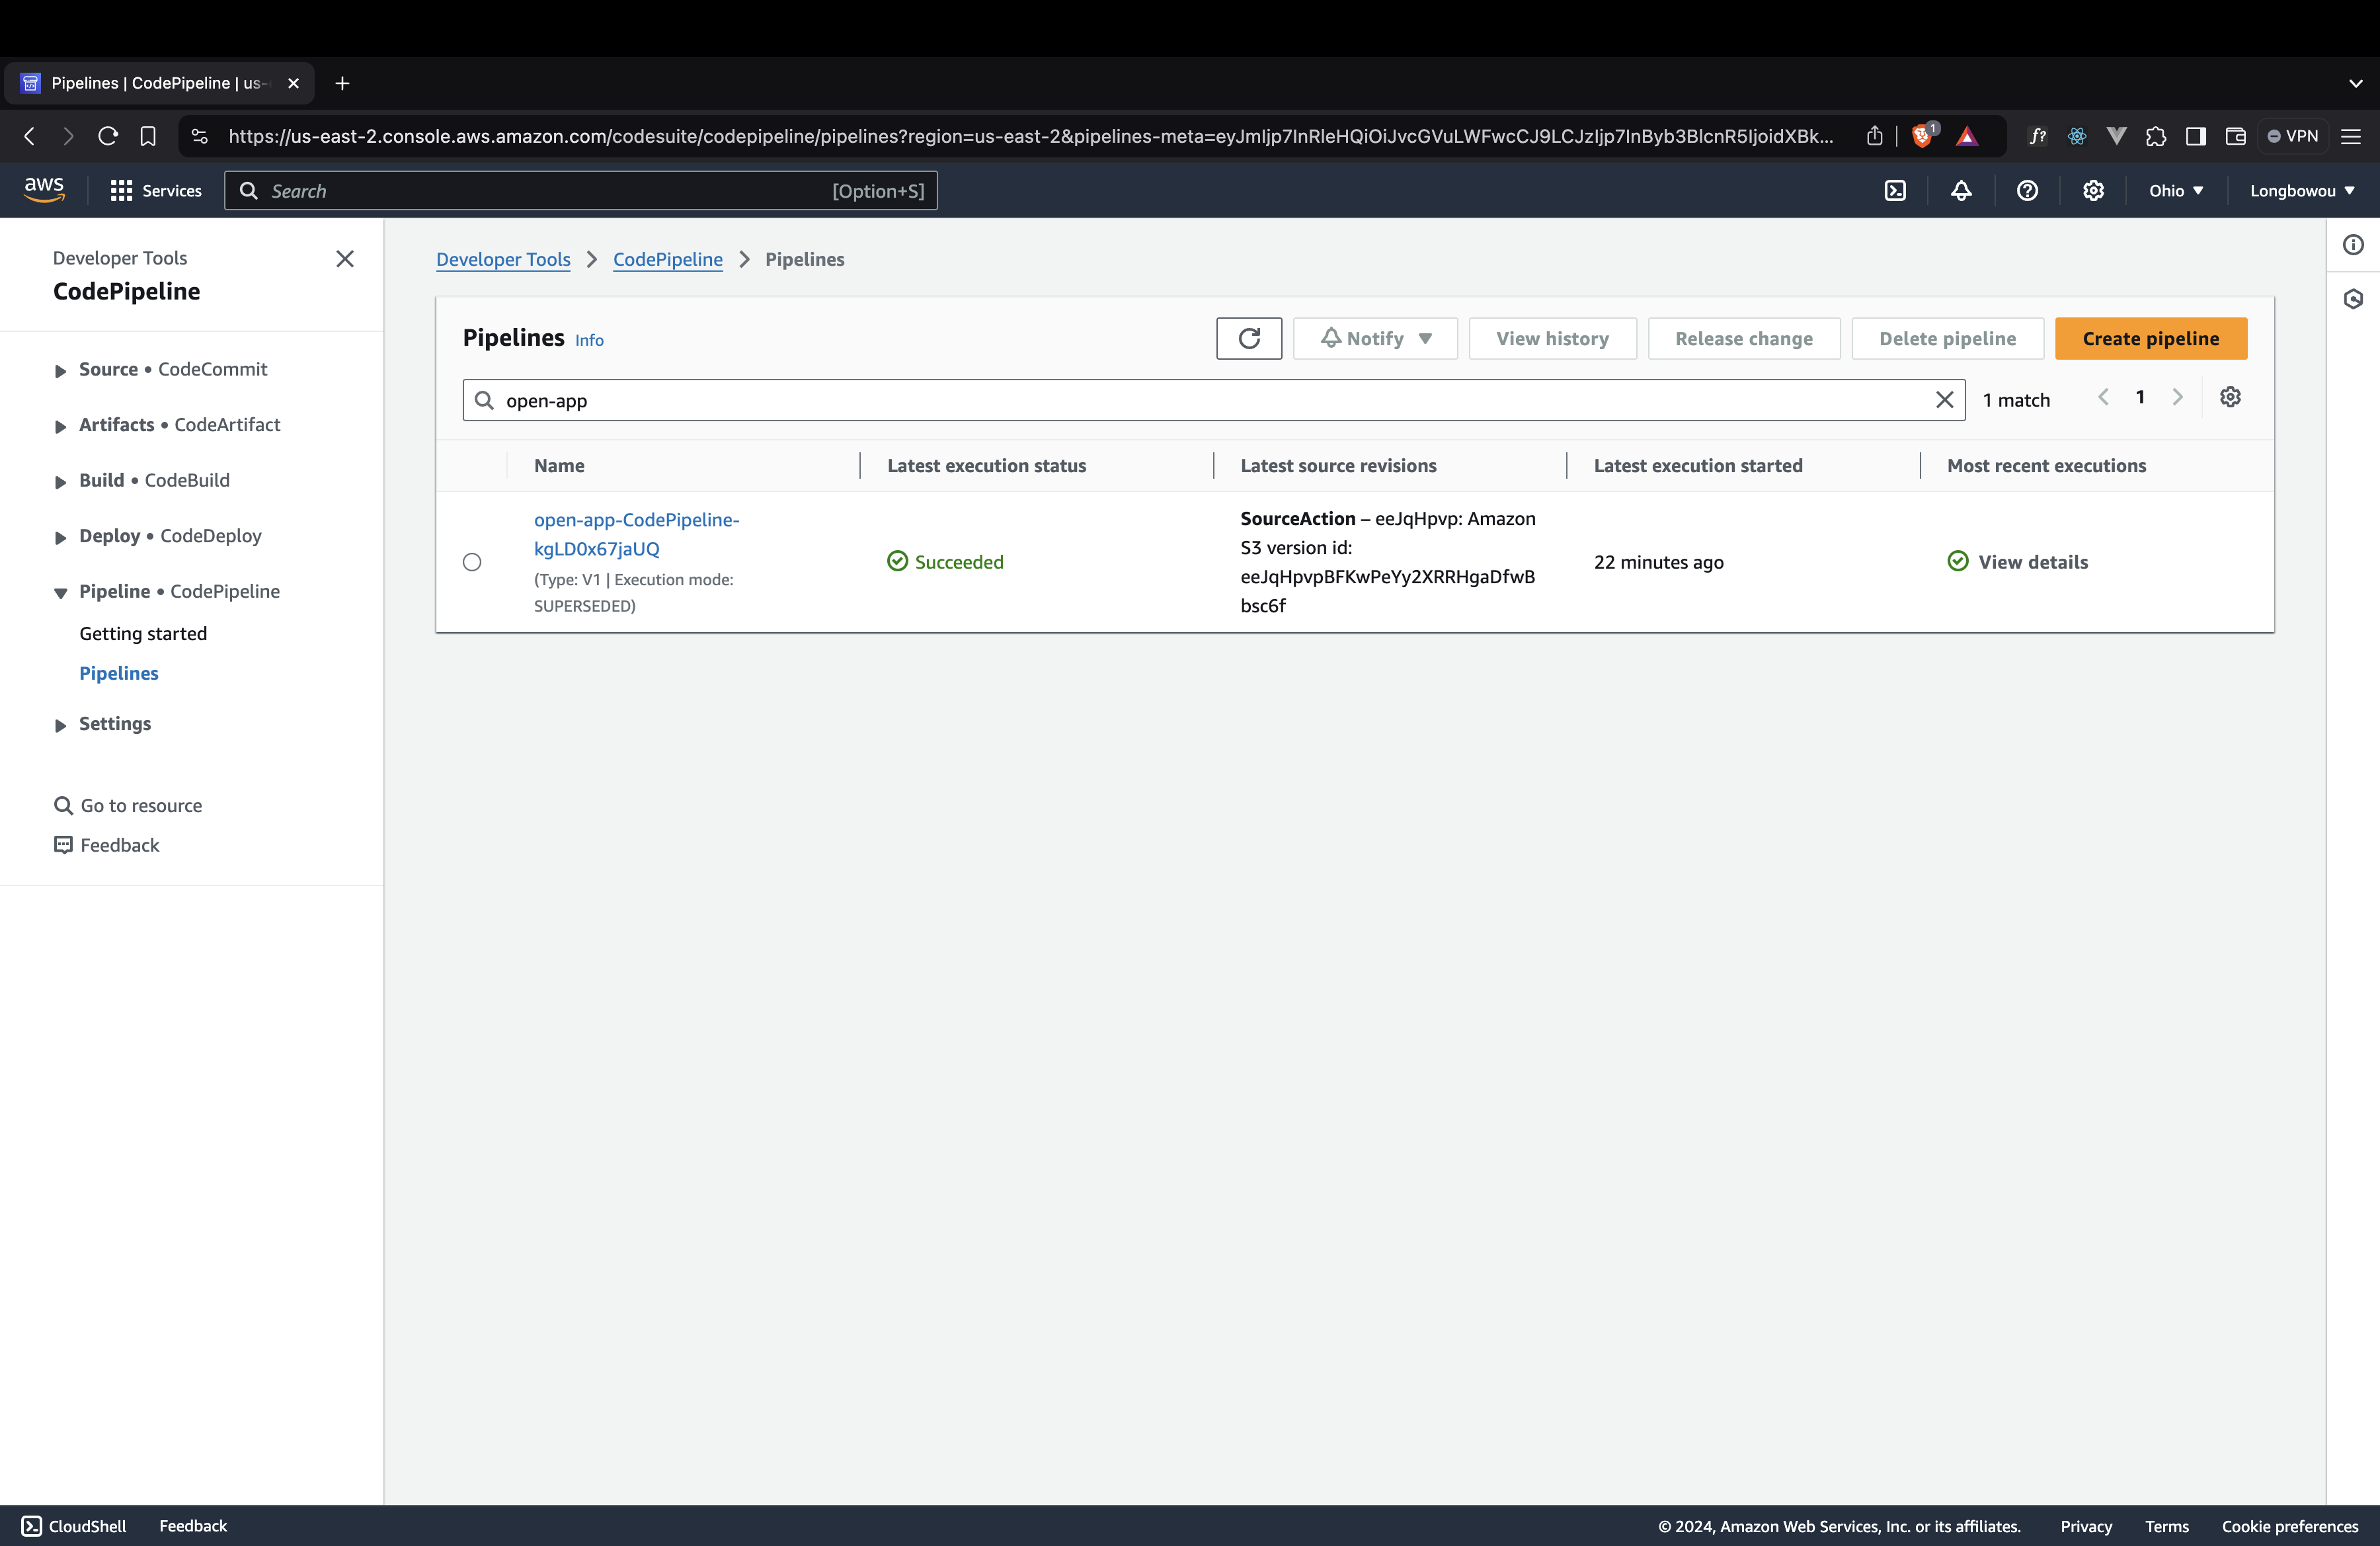 Pipelines | CodePipeline | us-
https://us-east-2.console.aws.amazon.com/codesuite/codepipeline/pipelines?region=us-east-2&pipelines-meta=eyJmIjp7InRleHQiOiJvcGVuLWFwcCJ9LCJzIjp7InByb3BlcnR5IjoidXBk...
1
f?
VPN
aws
Services
Search
[Option+S]
Ohio
Longbowou
Developer Tools
CodePipeline
Source • CodeCommit
Artifacts • CodeArtifact
Build • CodeBuild
Deploy • CodeDeploy
Pipeline • CodePipeline
Getting started
Pipelines
Settings
Go to resource
Feedback
Developer Tools
CodePipeline
Pipelines
Pipelines Info
Notify
View history
Release change
Delete pipeline
Create pipeline
open-app
1 match
1
Name
Latest execution status
Latest source revisions
Latest execution started
Most recent executions
open-app-CodePipeline-
kgLD0x67jaUQ
(Type: V1 | Execution mode:
SUPERSEDED)
Succeeded
SourceAction – eeJqHpvp: Amazon
S3 version id:
eeJqHpvpBFKwPeYy2XRRHgaDfwB
bsc6f
22 minutes ago
View details
CloudShell
Feedback
© 2024, Amazon Web Services, Inc. or its affiliates.
Privacy
Terms
Cookie preferences